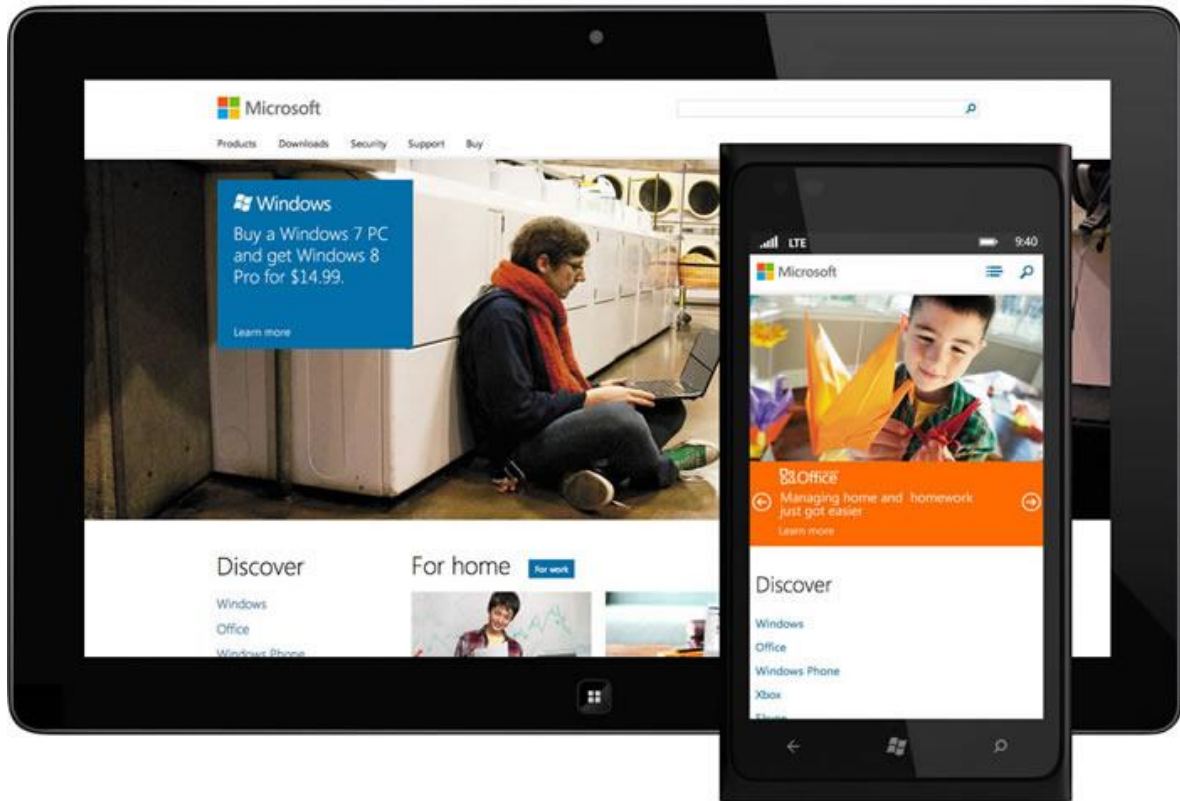 Microsoft
Products Downloads Security Support Buy
Windows
Buy a Windows 7 PC
and get Windows 8
Pro for $14.99.
Learn more
Discover
Windows
Office
Windows Phone
For home For work
LTE 9:40
Microsoft
Office
Managing home and homework
just got easier
Learn more
Discover
Windows
Office
Windows Phone
Xbox